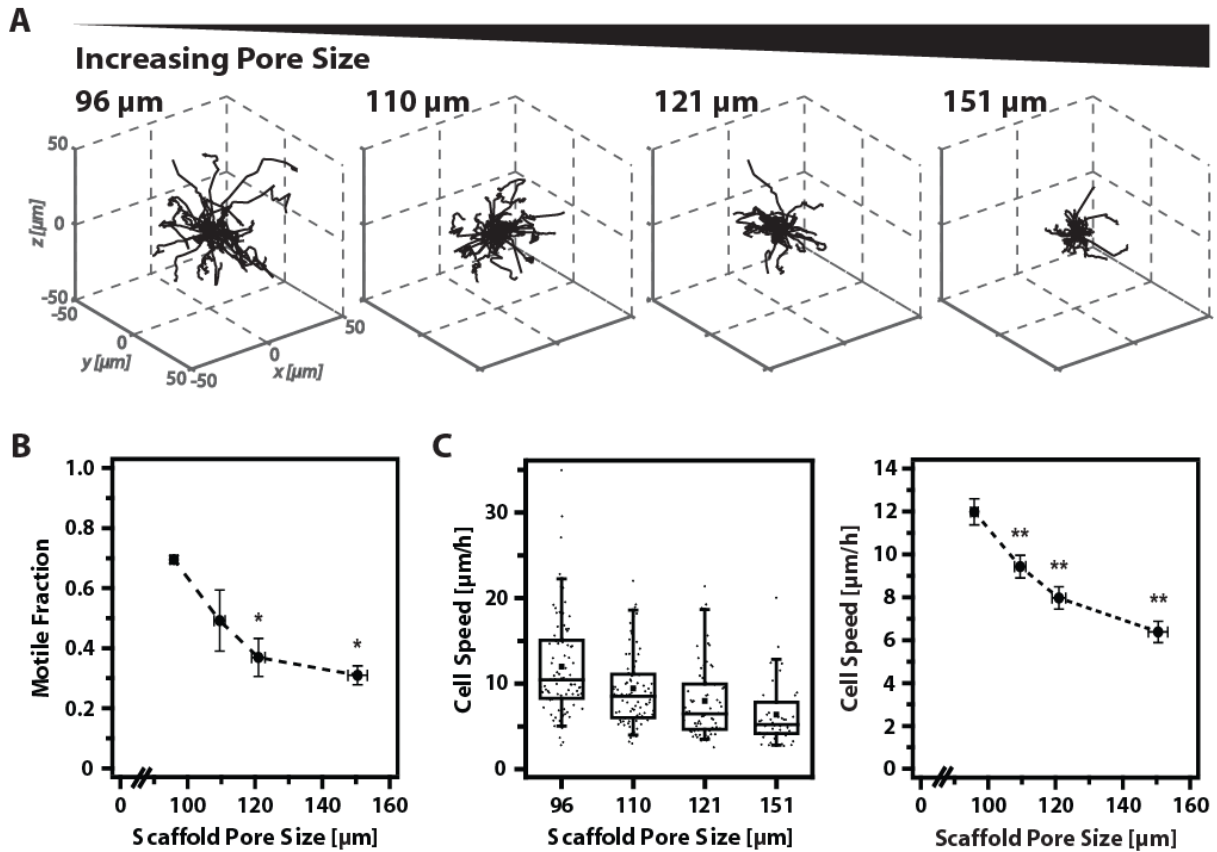 A
Increasing Pore Size
96 µm
110 µm
121 µm
151 µm
50
0
-50
z [µm]
-50
0
50
y [µm]
-50
0
50
x [µm]
B
1.0
0.8
0.6
0.4
0.2
0
Motile Fraction
* *
0 100 120 140 160
Scaffold Pore Size [µm]
C
30
20
10
0
Cell Speed [µm/h]
96 110 121 151
Scaffold Pore Size [µm]
14
12
10
8
6
4
2
0
Cell Speed [µm/h]
** ** **
0 100 120 140 160
Scaffold Pore Size [µm]